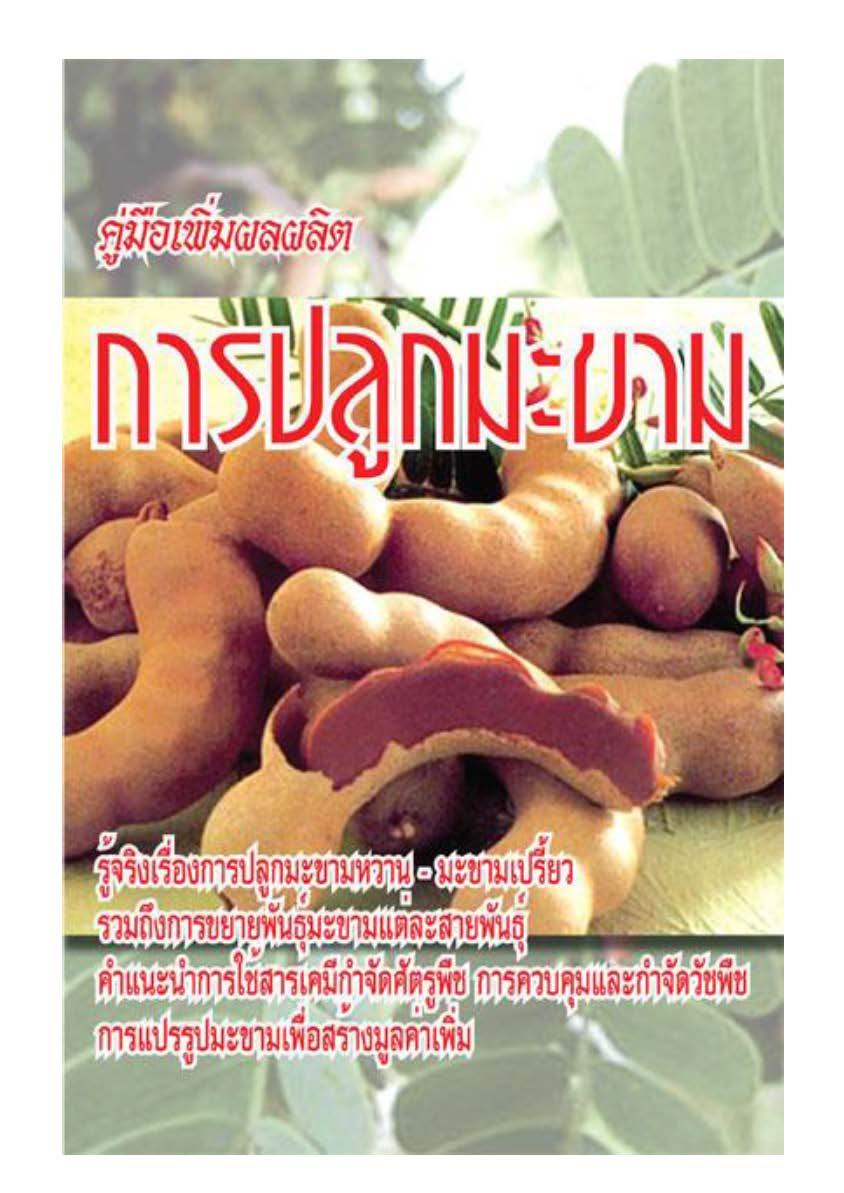 คู่มือเพิ่มผลผลิต
การปลูกมะขาม
รู้จริงเรื่องการปลูกมะขามหวาน - มะขามเปรี้ยว
รวมถึงการขยายพันธุ์มะขามแต่ละสายพันธุ์
คำแนะนำการใช้สารเคมีกำจัดศัตรูพืช การควบคุมและกำจัดวัชพืช
การแปรรูปมะขามเพื่อสร้างมูลค่าเพิ่ม